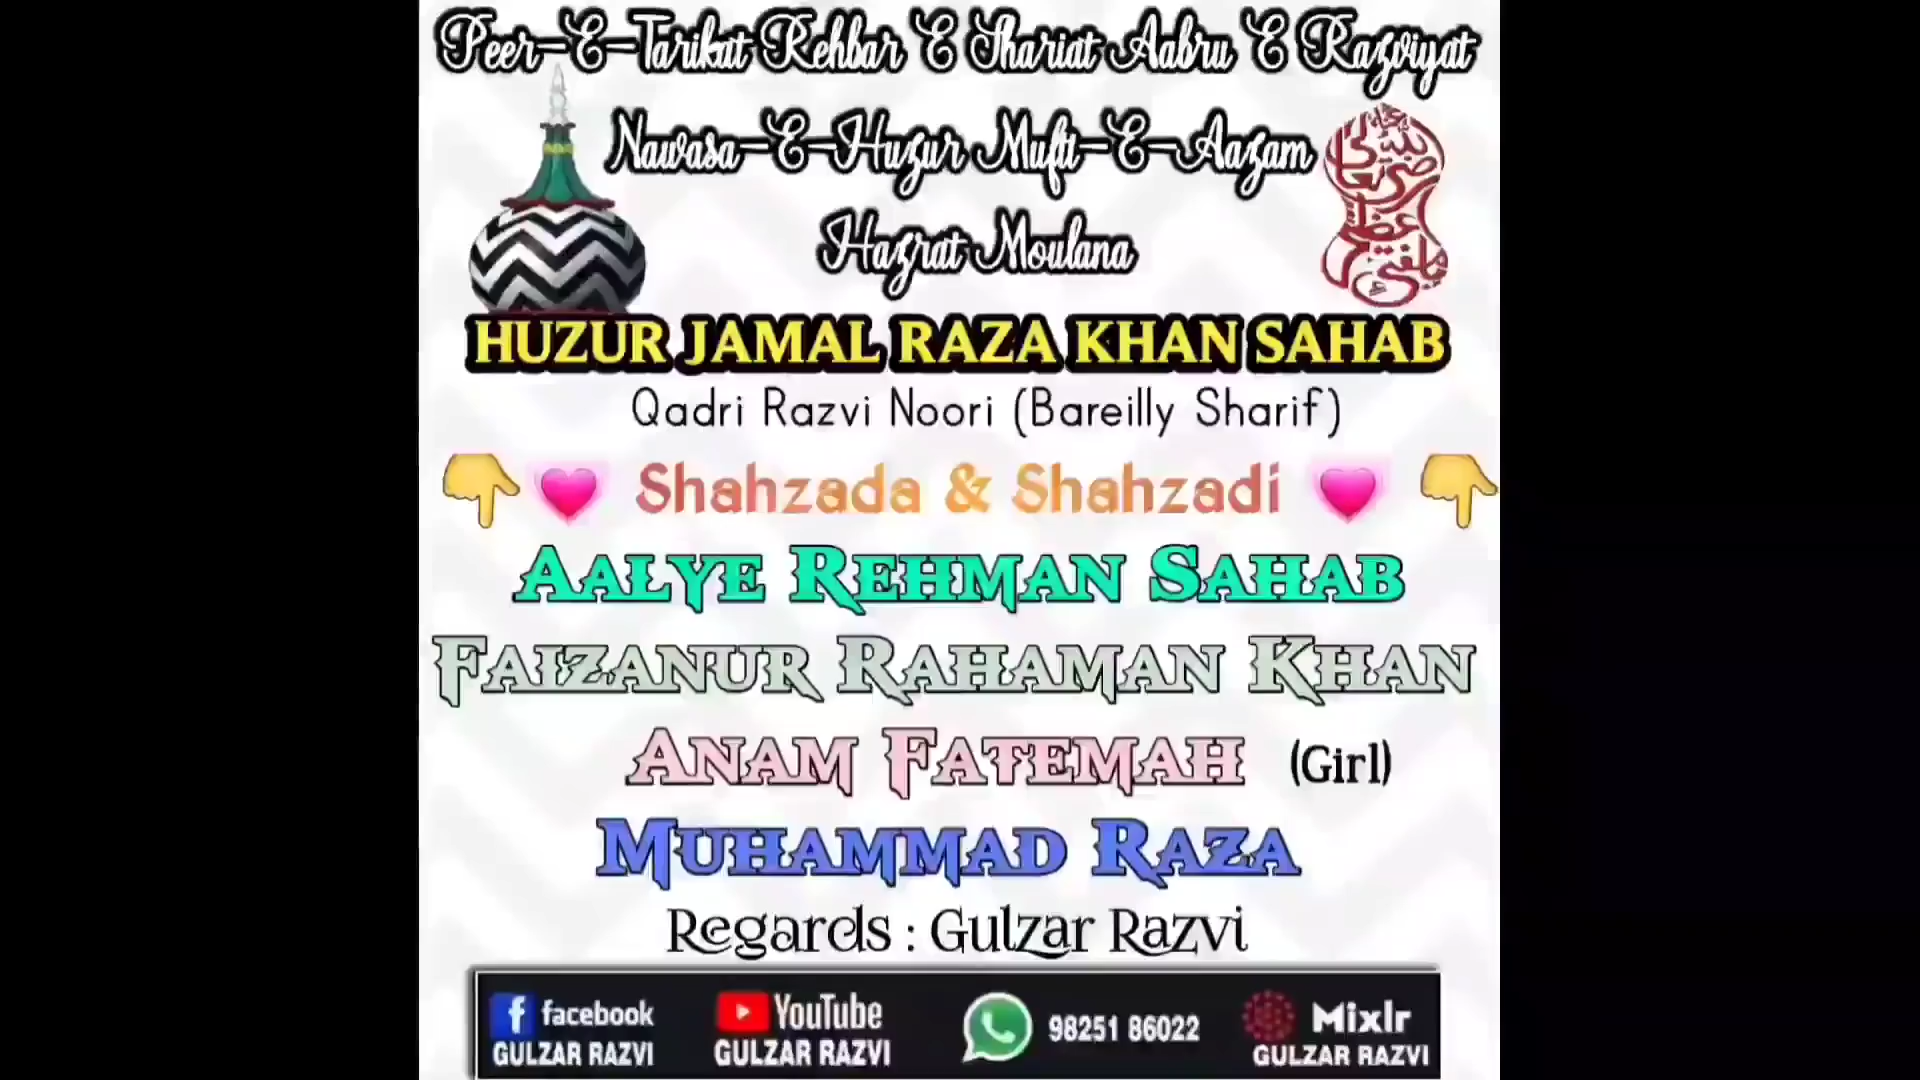 Peer-E-Tarikat Rehbar E Shariat Aabru E Razviyat
Nawasa-E-Huzur Mufti-E-Aazam
Hazrat Moulana
HUZUR JAMAL RAZA KHAN SAHAB
Qadri Razvi Noori (Bareilly Sharif)
👇 💗 Shahzada & Shahzadi 💗 👇
AALYE REHMAN SAHAB
FAIZANUR RAHAMAN KHAN
ANAM FATEMAH (Girl)
MUHAMMAD RAZA
Regards : Gulzar Razvi
facebook
GULZAR RAZVI
YouTube
GULZAR RAZVI
98251 86022
Mixlr
GULZAR RAZVI